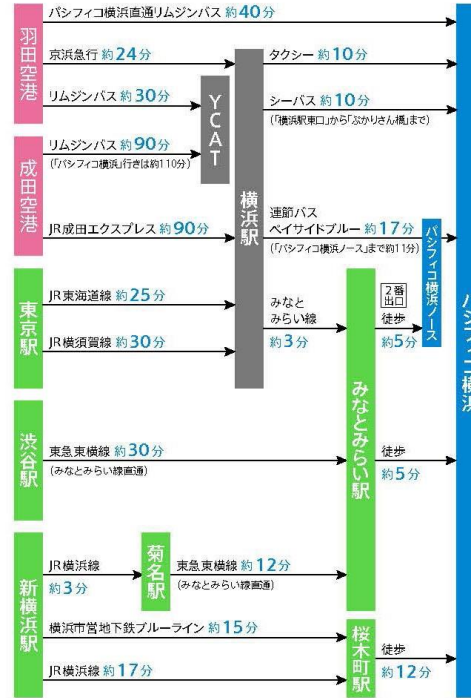 羽田空港
パシフィコ横浜直通リムジンバス 約40分
京浜急行 約24分
タクシー 約10分
リムジンバス 約30分
YCAT
シーバス 約10分
(「横浜駅東口」から「ぷかりさん橋」まで)
成田空港
リムジンバス 約90分
(「パシフィコ横浜」行きは約110分)
横浜駅
JR成田エクスプレス 約90分
連節バス
ベイサイドブルー 約17分
(「パシフィコ横浜ノース」まで約11分)
パシフィコ横浜ノース
パシフィコ横浜
東京駅
JR東海道線 約25分
JR横須賀線 約30分
みなと
みらい線
約3分
2番
出口
徒歩
約5分
みなとみらい駅
渋谷駅
東急東横線 約30分
(みなとみらい線直通)
徒歩
約5分
新横浜駅
JR横浜線
約3分
菊名駅
東急東横線 約12分
(みなとみらい線直通)
横浜市営地下鉄ブルーライン 約15分
JR横浜線 約17分
桜木町駅
徒歩
約12分